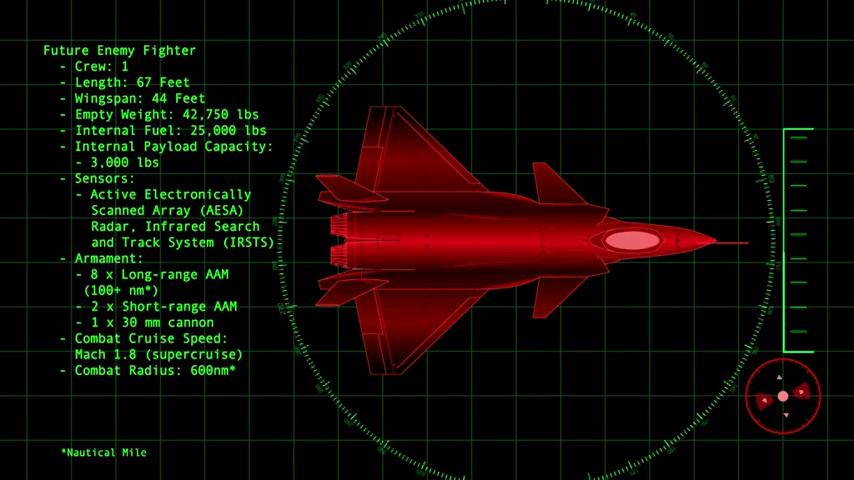 Future Enemy Fighter
- Crew: 1
- Length: 67 Feet
- Wingspan: 44 Feet
- Empty Weight: 42,750 lbs
- Internal Fuel: 25,000 lbs
- Internal Payload Capacity:
- 3,000 lbs
- Sensors:
- Active Electronically
Scanned Array (AESA)
Radar, Infrared Search
and Track System (IRSTS)
- Armament:
- 8 x Long-range AAM
(100+ nm*)
- 2 x Short-range AAM
- 1 x 30 mm cannon
- Combat Cruise Speed:
Mach 1.8 (supercruise)
- Combat Radius: 600nm*
*Nautical Mile